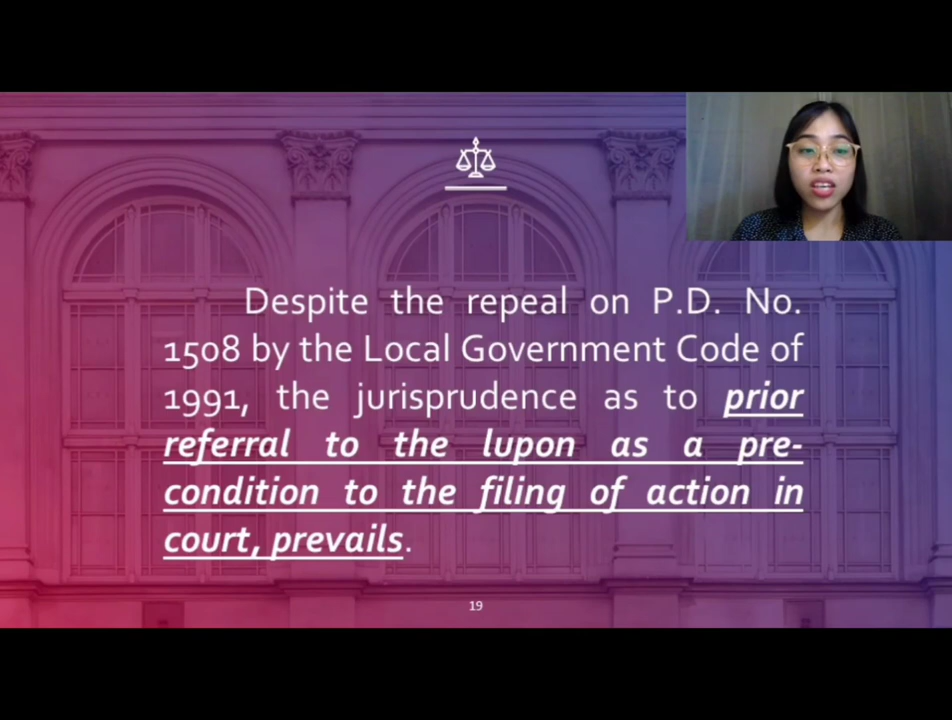 Despite the repeal on P.D. No.
1508 by the Local Government Code of
1991, the jurisprudence as to prior
referral to the lupon as a pre-
condition to the filing of action in
court, prevails.
19